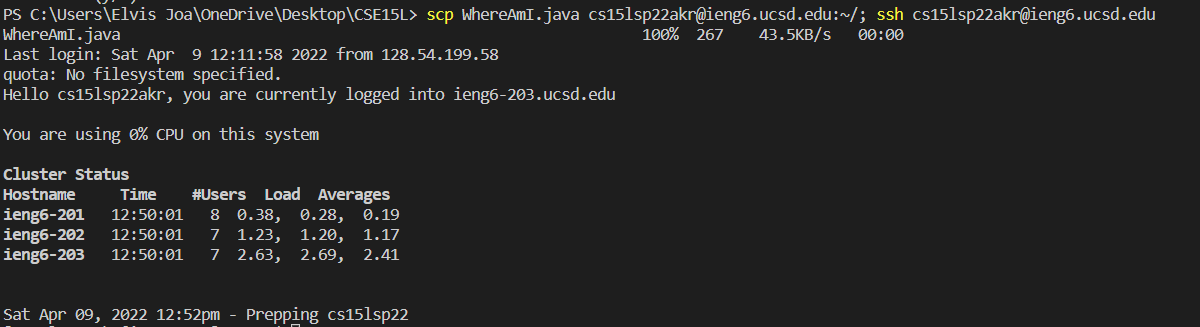 PS C:\Users\Elvis Joa\OneDrive\Desktop\CSE15L> scp WhereAmI.java cs15lsp22akr@ieng6.ucsd.edu:~/; ssh cs15lsp22akr@ieng6.ucsd.edu
WhereAmI.java 100% 267 43.5KB/s 00:00
Last login: Sat Apr 9 12:11:58 2022 from 128.54.199.58
quota: No filesystem specified.
Hello cs15lsp22akr, you are currently logged into ieng6-203.ucsd.edu
You are using 0% CPU on this system
Cluster Status
Hostname Time #Users Load Averages
ieng6-201 12:50:01 8 0.38, 0.28, 0.19
ieng6-202 12:50:01 7 1.23, 1.20, 1.17
ieng6-203 12:50:01 7 2.63, 2.69, 2.41
Sat Apr 09, 2022 12:52pm - Prepping cs15lsp22